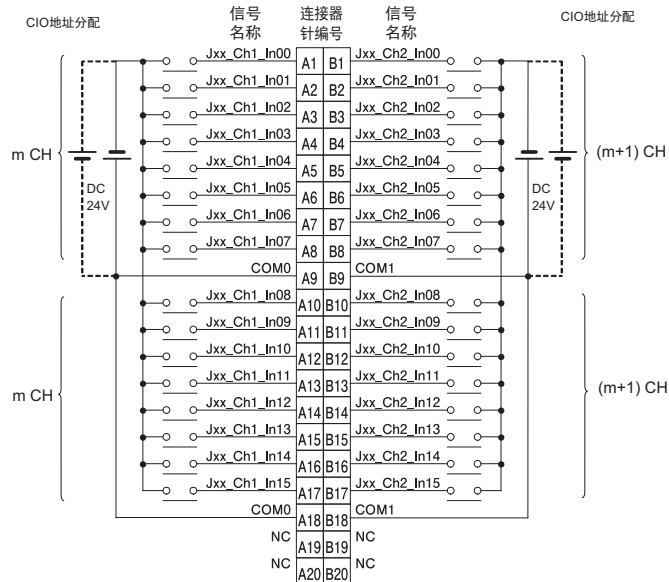 CIO地址分配 信号 连接器 信号 CIO地址分配
名称 针编号 名称
Jxx_Ch1_In00 A1 B1 Jxx_Ch2_In00
Jxx_Ch1_In01 A2 B2 Jxx_Ch2_In01
Jxx_Ch1_In02 A3 B3 Jxx_Ch2_In02
Jxx_Ch1_In03 A4 B4 Jxx_Ch2_In03
m CH (m+1) CH
Jxx_Ch1_In04 A5 B5 Jxx_Ch2_In04
DC 24V Jxx_Ch1_In05 A6 B6 Jxx_Ch2_In05 DC 24V
Jxx_Ch1_In06 A7 B7 Jxx_Ch2_In06
Jxx_Ch1_In07 A8 B8 Jxx_Ch2_In07
COM0 A9 B9 COM1
Jxx_Ch1_In08 A10 B10 Jxx_Ch2_In08
Jxx_Ch1_In09 A11 B11 Jxx_Ch2_In09
Jxx_Ch1_In10 A12 B12 Jxx_Ch2_In10
Jxx_Ch1_In11 A13 B13 Jxx_Ch2_In11
m CH (m+1) CH
Jxx_Ch1_In12 A14 B14 Jxx_Ch2_In12
Jxx_Ch1_In13 A15 B15 Jxx_Ch2_In13
Jxx_Ch1_In14 A16 B16 Jxx_Ch2_In14
Jxx_Ch1_In15 A17 B17 Jxx_Ch2_In15
COM0 A18 B18 COM1
NC A19 B19 NC
NC A20 B20 NC